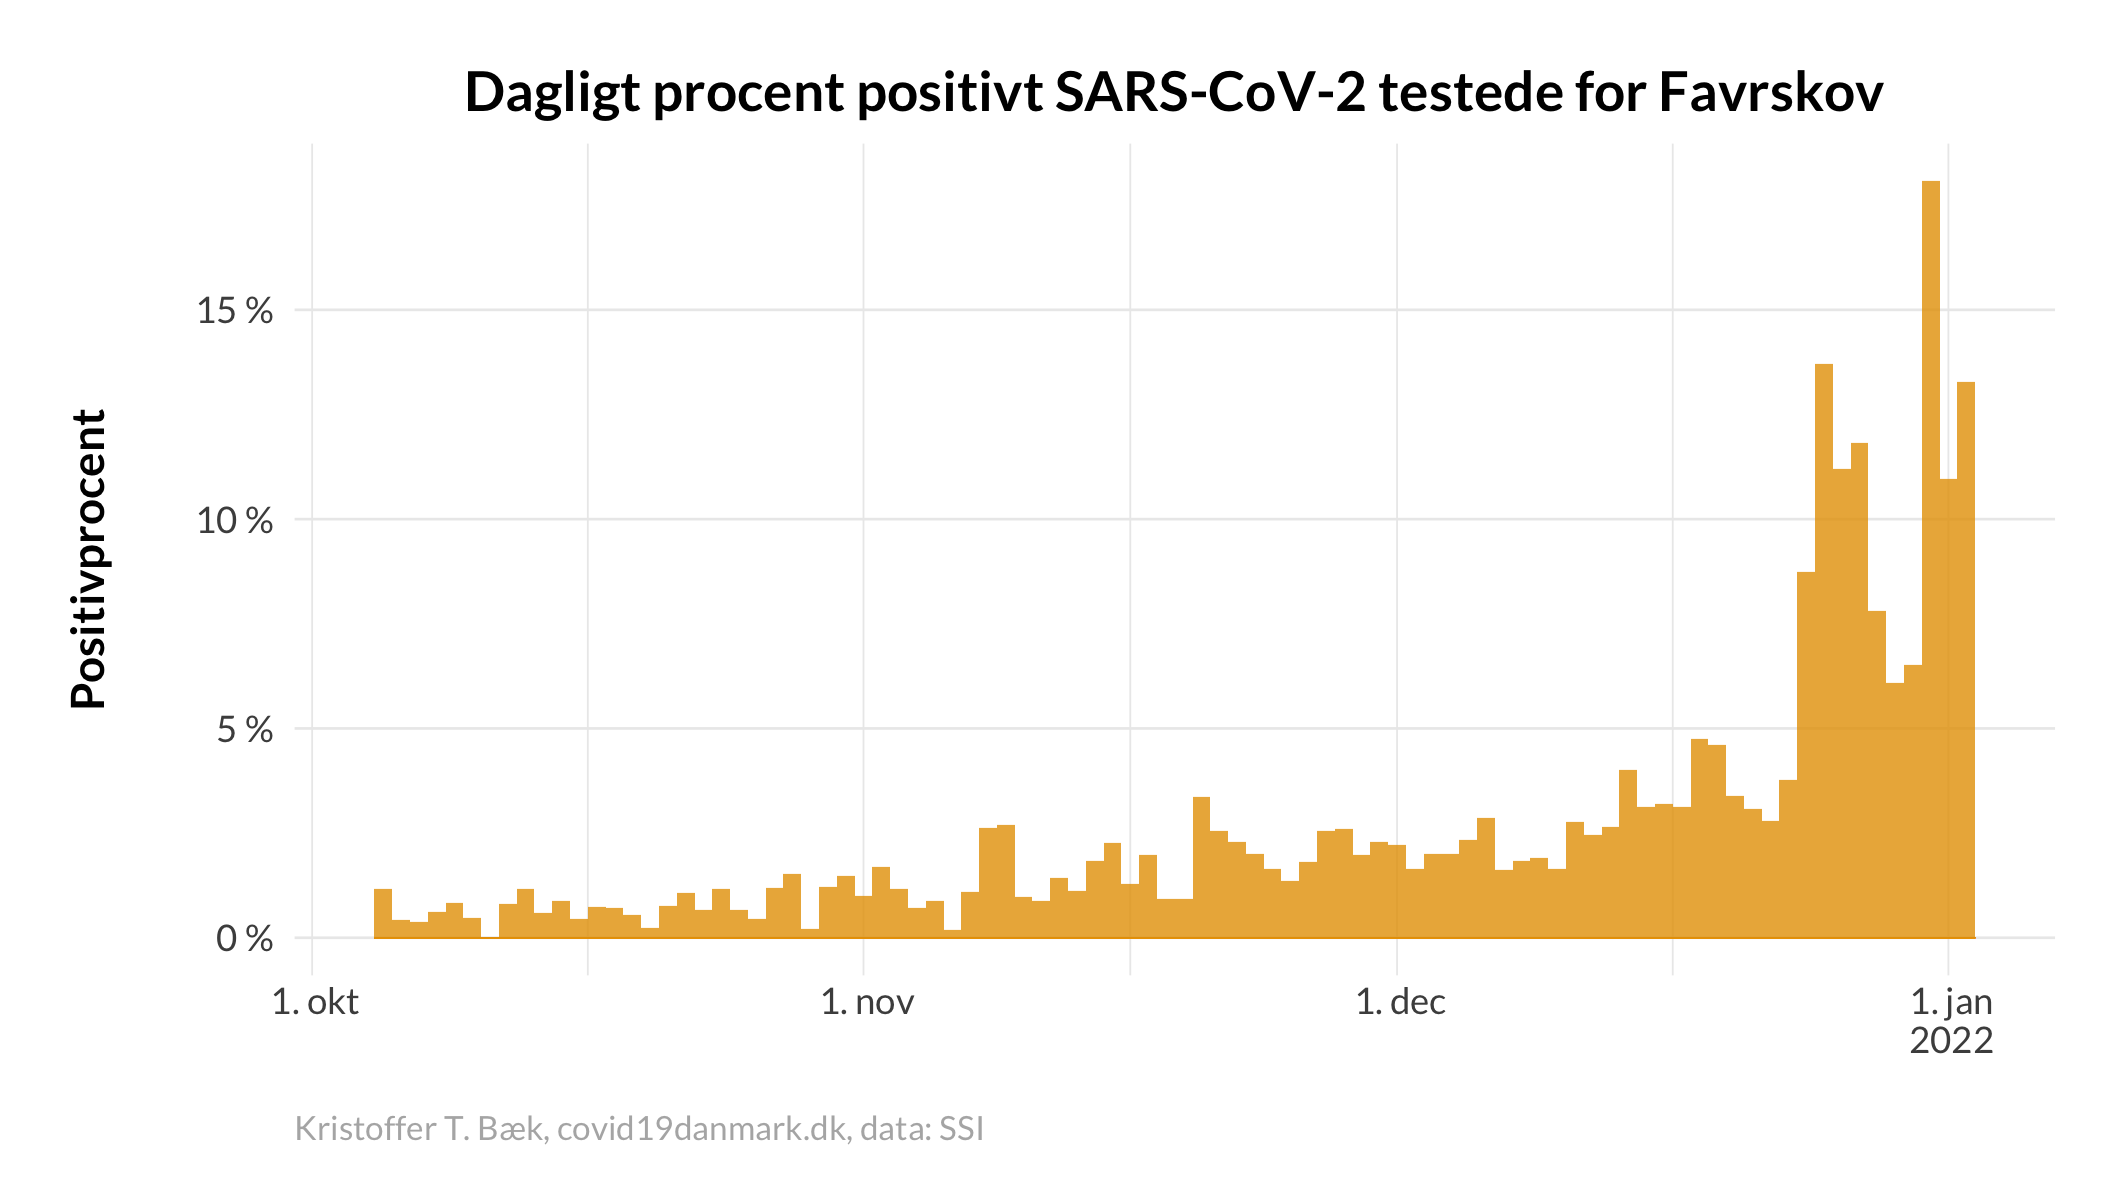 Dagligt procent positivt SARS-CoV-2 testede for Favrskov
Positivprocent
15 %
10 %
5 %
0 %
1. okt
1. nov
1. dec
1. jan
2022
Kristoffer T. Bæk, covid19danmark.dk, data: SSI